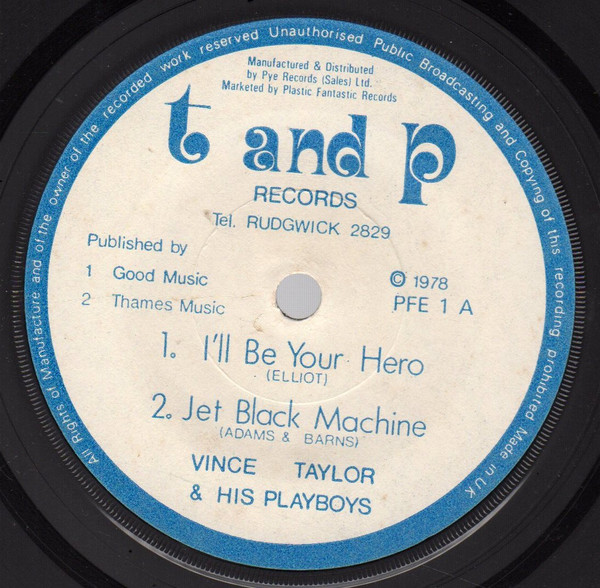 All Rights of Manufacture and of the owner of the recorded work reserved Unauthorised Public Broadcasting and Copying of this recording prohibited Made in UK
Manufactured & Distributed
by Pye Records (Sales) Ltd.
Marketed by Plastic Fantastic Records
t and p
RECORDS
Tel. RUDGWICK 2829
Published by
1 Good Music
2 Thames Music
© 1978
PFE 1 A
1. I'll Be Your Hero
(ELLIOT)
2. Jet Black Machine
(ADAMS & BARNS)
VINCE TAYLOR
& HIS PLAYBOYS